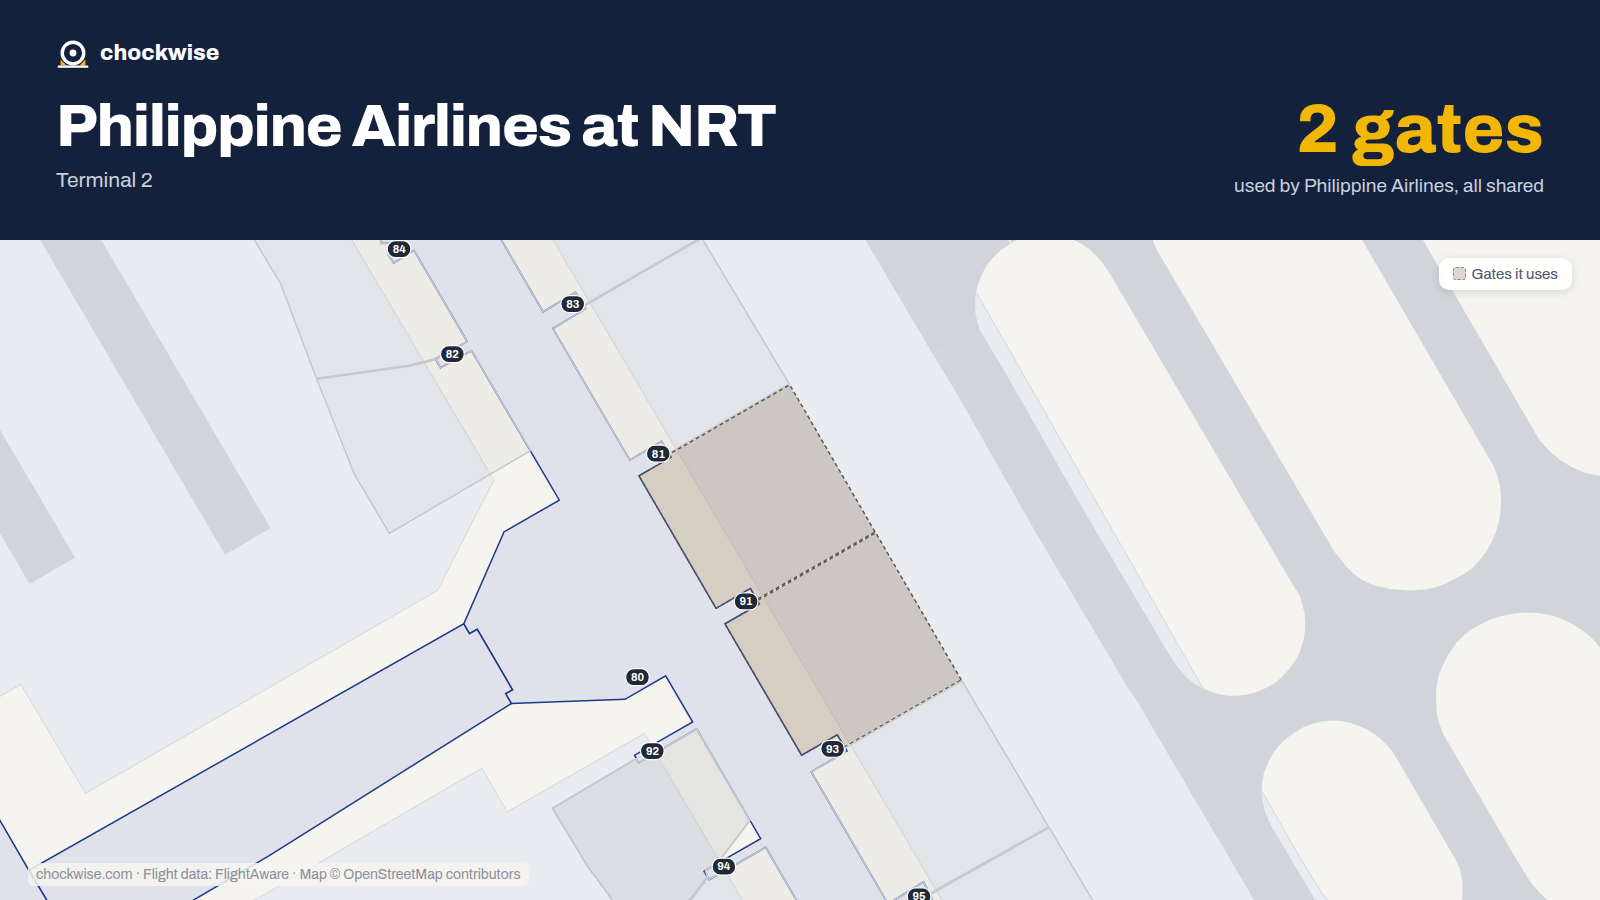 chockwise
Philippine Airlines at NRT
Terminal 2
2 gates
used by Philippine Airlines, all shared
Gates it uses
84
83
82
81
91
80
93
92
94
95
chockwise.com · Flight data: FlightAware · Map © OpenStreetMap contributors